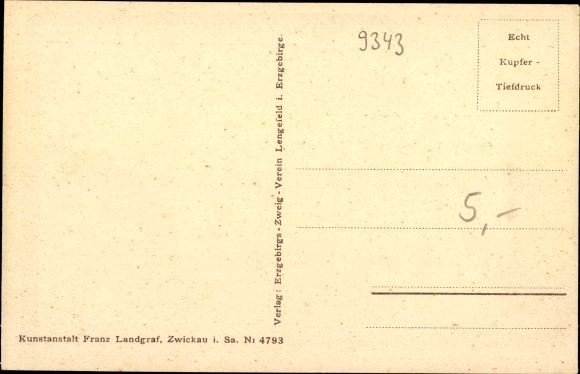 9343
Echt
Kupfer -
Tiefdruck
Verlag: Erzgebirgs - Zweig - Verein Lengefeld i. Erzgebirge.
5,-
Kunstanstalt Franz Landgraf, Zwickau i. Sa. Nr 4793